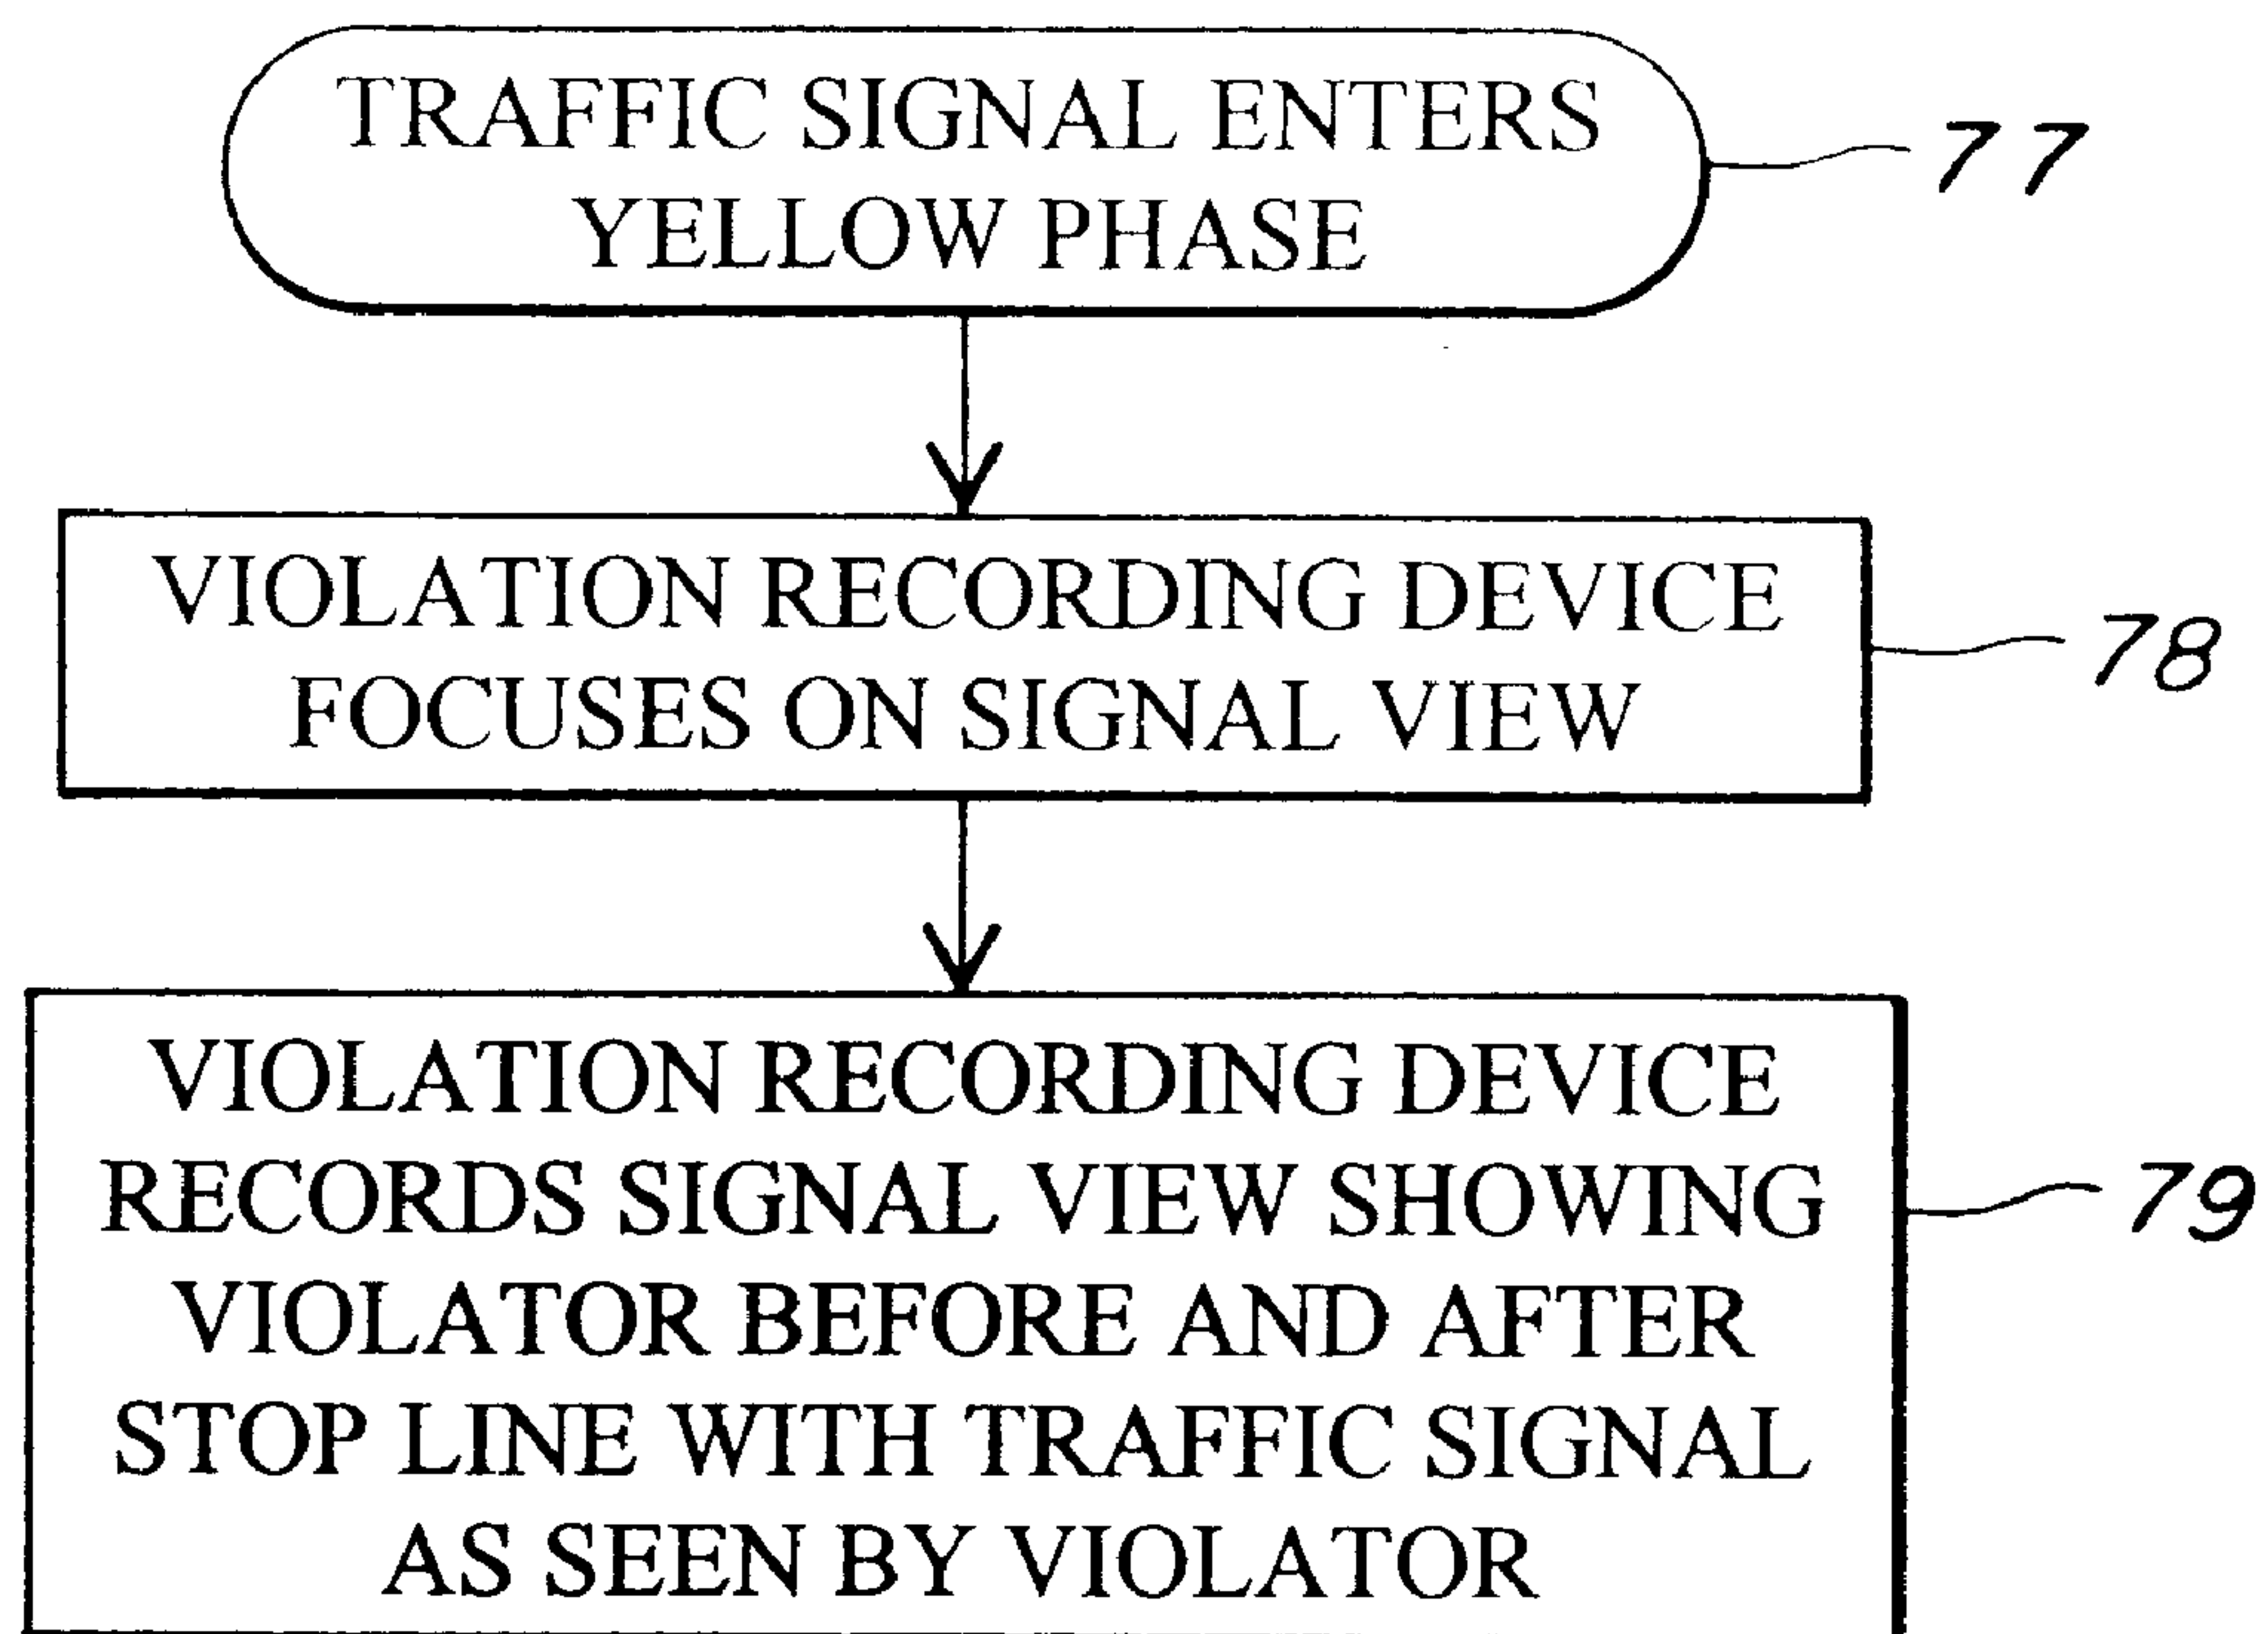 TRAFFIC SIGNAL ENTERS
YELLOW PHASE
77
VIOLATION RECORDING DEVICE
FOCUSES ON SIGNAL VIEW
78
VIOLATION RECORDING DEVICE
RECORDS SIGNAL VIEW SHOWING
VIOLATOR BEFORE AND AFTER
STOP LINE WITH TRAFFIC SIGNAL
AS SEEN BY VIOLATOR
79